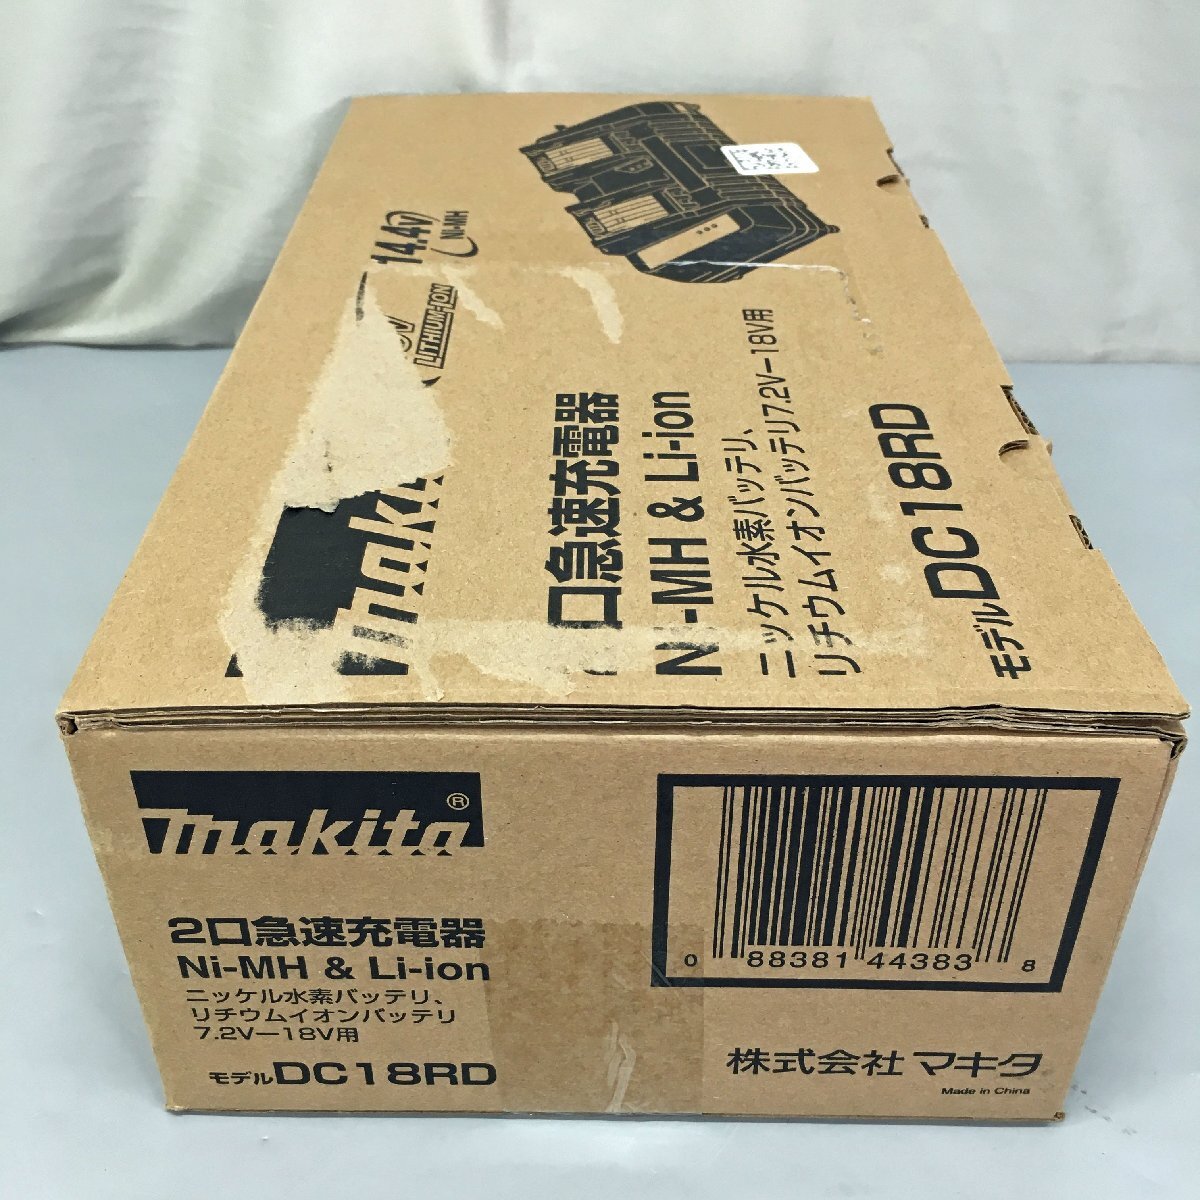 14.4V
Ni-MH
V
LITHIUM-ION
maki
口急速充電器
Ni-MH & Li-ion
ニッケル水素バッテリ、
リチウムイオンバッテリ7.2V－18V用
モデルDC18RD
makita®
2口急速充電器
Ni-MH & Li-ion
ニッケル水素バッテリ、
リチウムイオンバッテリ
7.2V－18V用
モデルDC18RD
0 88381 44383 8
株式会社 マキタ
Made in China